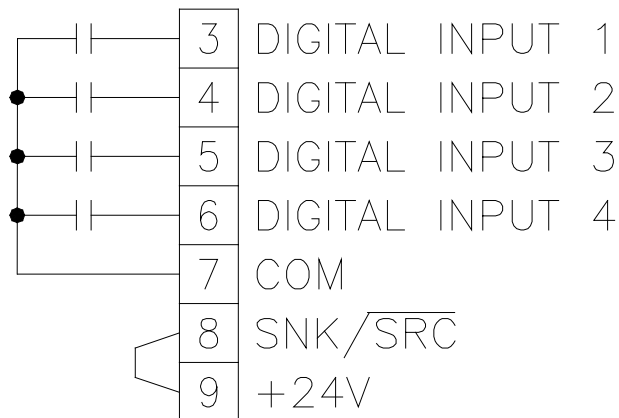 3 DIGITAL INPUT 1
4 DIGITAL INPUT 2
5 DIGITAL INPUT 3
6 DIGITAL INPUT 4
7 COM
8 SNK/SRC
9 +24V